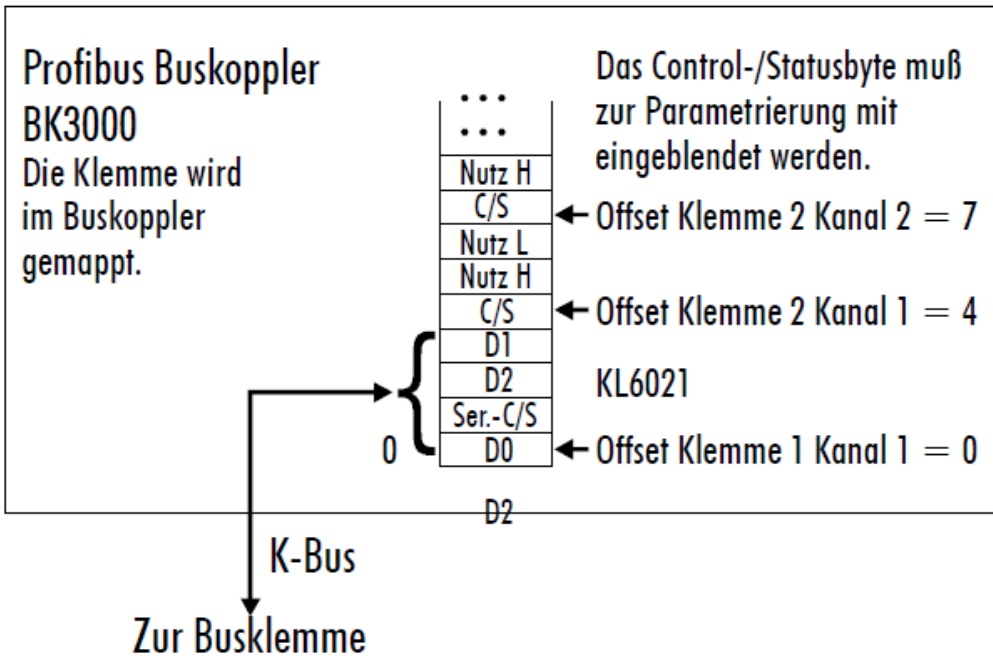 Profibus Buskoppler
BK3000
Die Klemme wird
im Buskoppler
gemappt.
Das Control-/Statusbyte muß
zur Parametrierung mit
eingeblendet werden.
• • •
• • •
Nutz H
C/S
Offset Klemme 2 Kanal 2 = 7
Nutz L
Nutz H
C/S
Offset Klemme 2 Kanal 1 = 4
D1
D2
KL6021
Ser.-C/S
0
D0
Offset Klemme 1 Kanal 1 = 0
D2
K-Bus
Zur Busklemme